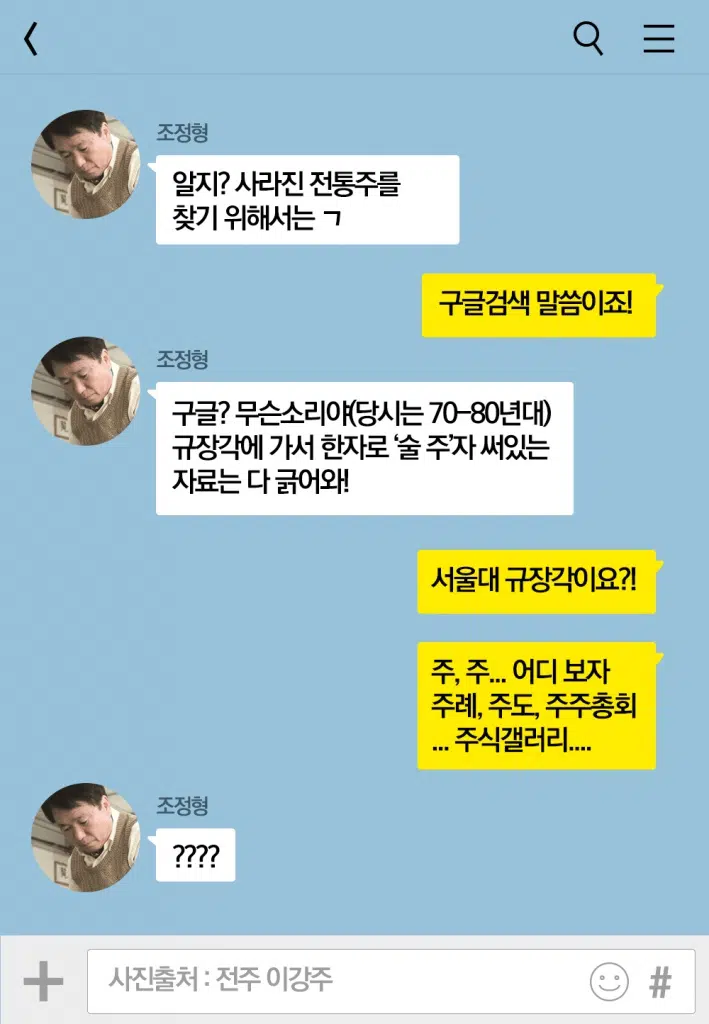 조정형
알지? 사라진 전통주를
찾기 위해서는 ㄱ
구글검색 말씀이죠!
조정형
구글? 무슨소리야(당시는 70-80년대)
규장각에 가서 한자로 ‘술 주’자 써있는
자료는 다 긁어와!
서울대 규장각이요?!
주, 주... 어디 보자
주례, 주도, 주주총회
... 주식갤러리....
조정형
????
사진출처 : 전주 이강주
#